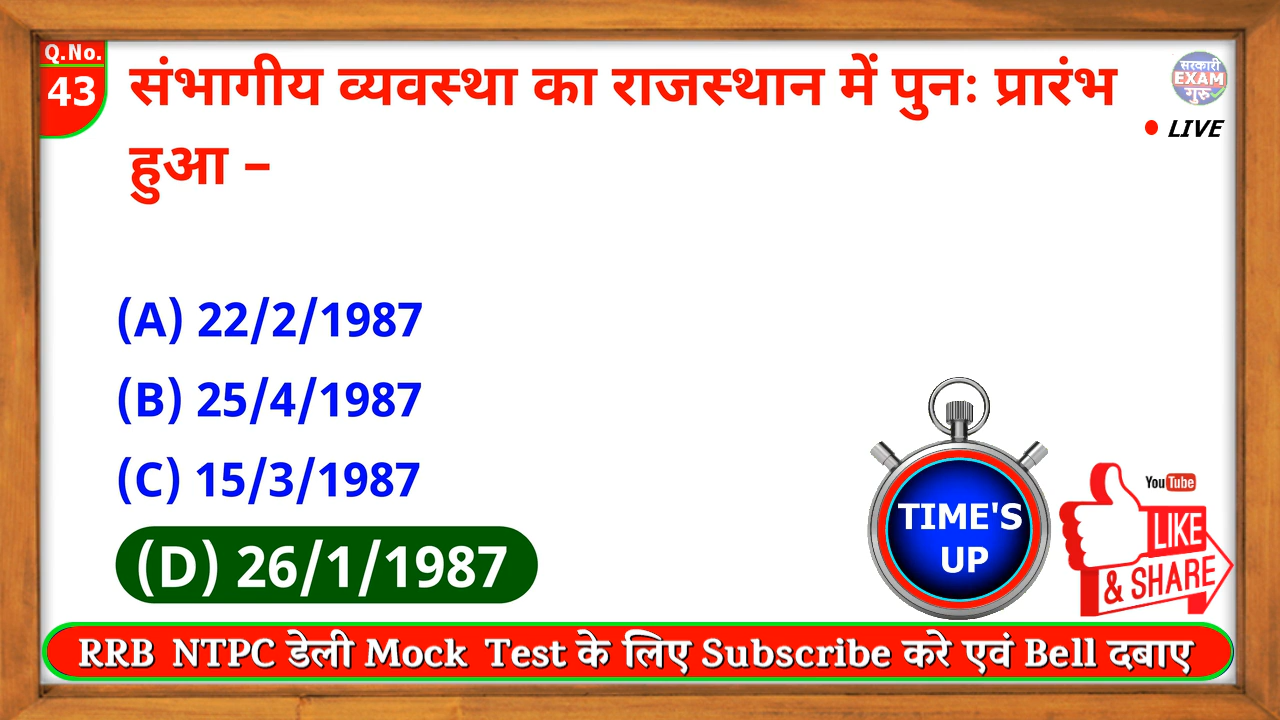 Q.No.
43
संभागीय व्यवस्था का राजस्थान में पुनः प्रारंभ
हुआ –
सरकारी
EXAM
गुरु
LIVE
(A) 22/2/1987
(B) 25/4/1987
(C) 15/3/1987
(D) 26/1/1987
TIME'S
UP
YouTube
LIKE
& SHARE
RRB NTPC डेली Mock Test के लिए Subscribe करे एवं Bell दबाए